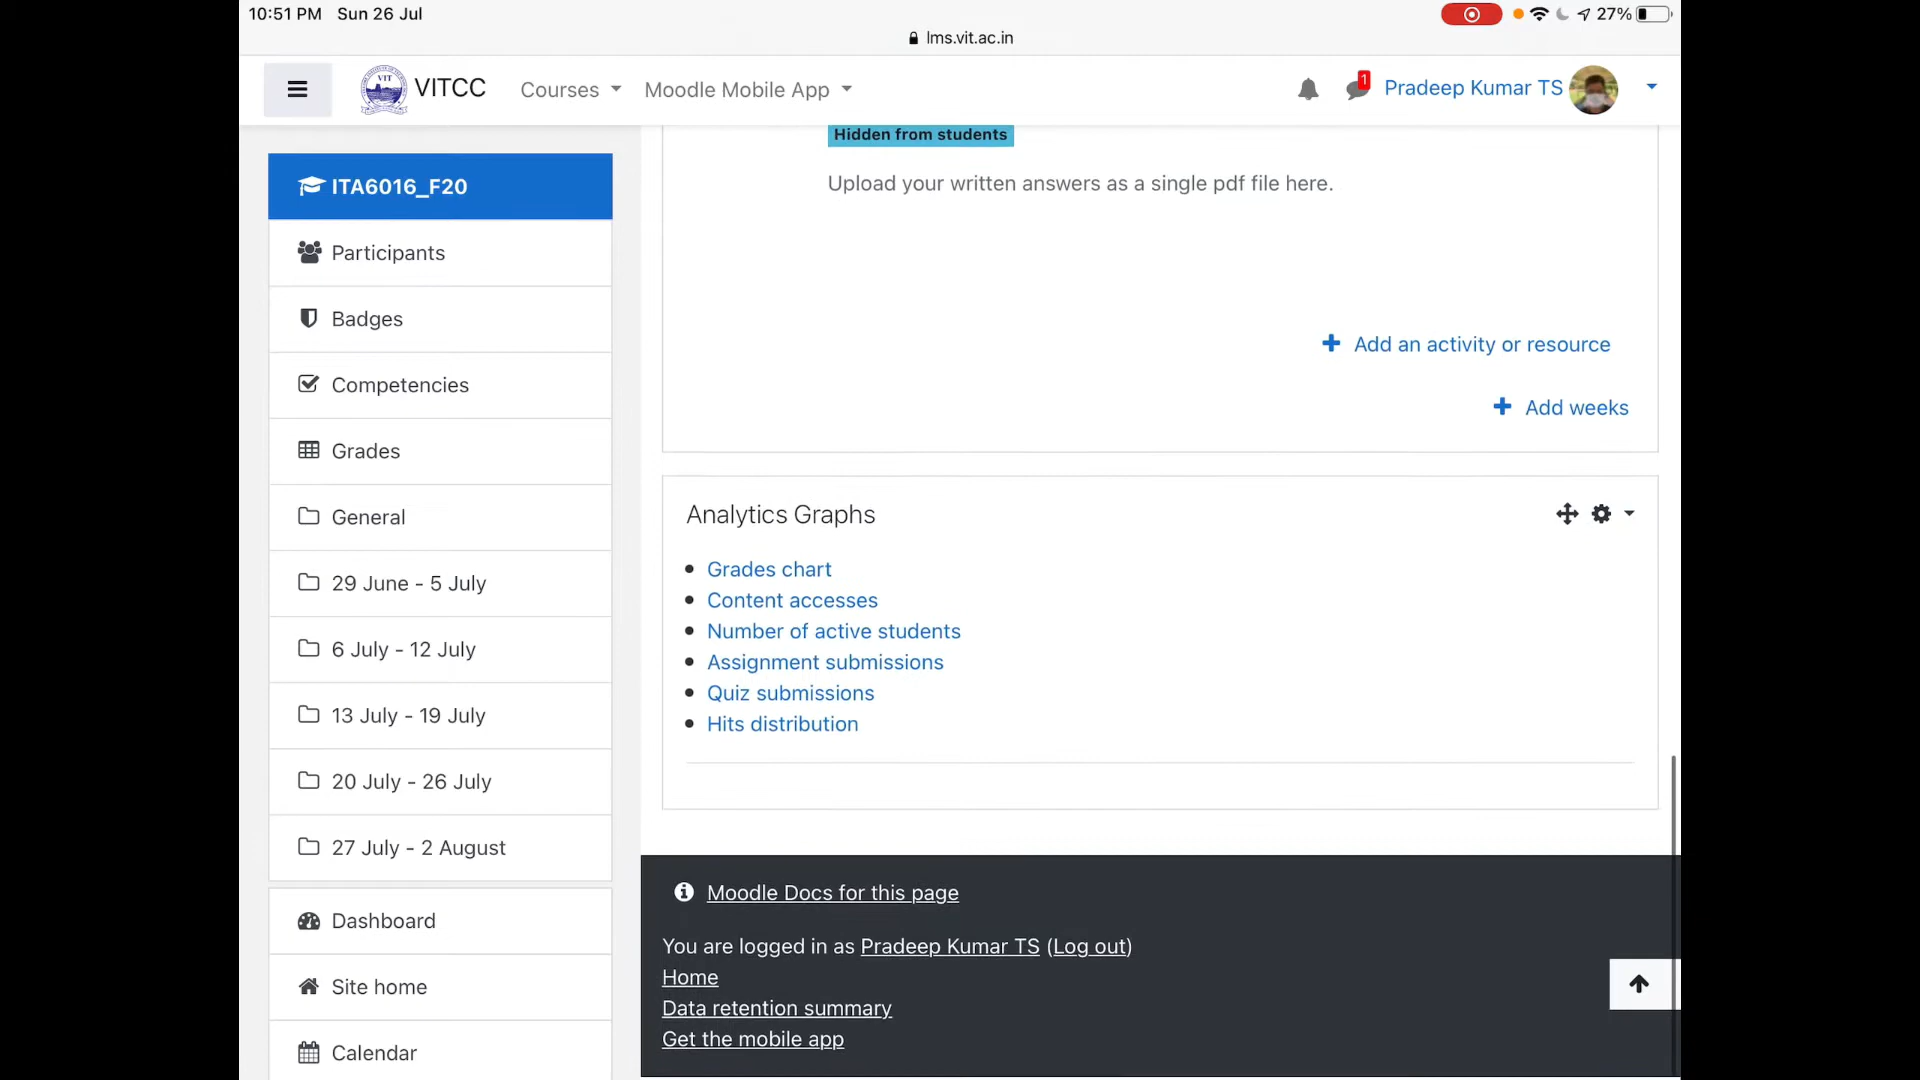 10:51 PM Sun 26 Jul
27%
lms.vit.ac.in
VIT
VITCC
Courses
Moodle Mobile App
1
Pradeep Kumar TS
ITA6016_F20
Participants
Badges
Competencies
Grades
General
29 June - 5 July
6 July - 12 July
13 July - 19 July
20 July - 26 July
27 July - 2 August
Dashboard
Site home
Calendar
Hidden from students
Upload your written answers as a single pdf file here.
Add an activity or resource
Add weeks
Analytics Graphs
Grades chart
Content accesses
Number of active students
Assignment submissions
Quiz submissions
Hits distribution
Moodle Docs for this page
You are logged in as Pradeep Kumar TS (Log out)
Home
Data retention summary
Get the mobile app